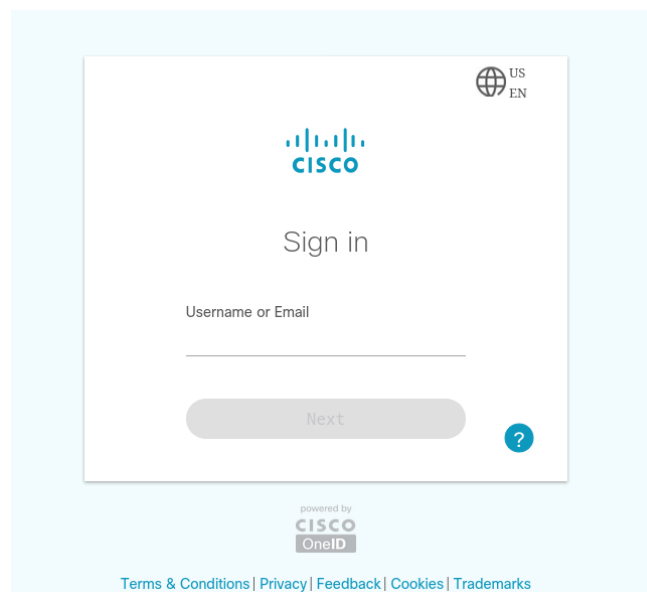 US
EN
CISCO
Sign in
Username or Email
Next
?
powered by
CISCO
OneID
Terms & Conditions| Privacy| Feedback| Cookies| Trademarks